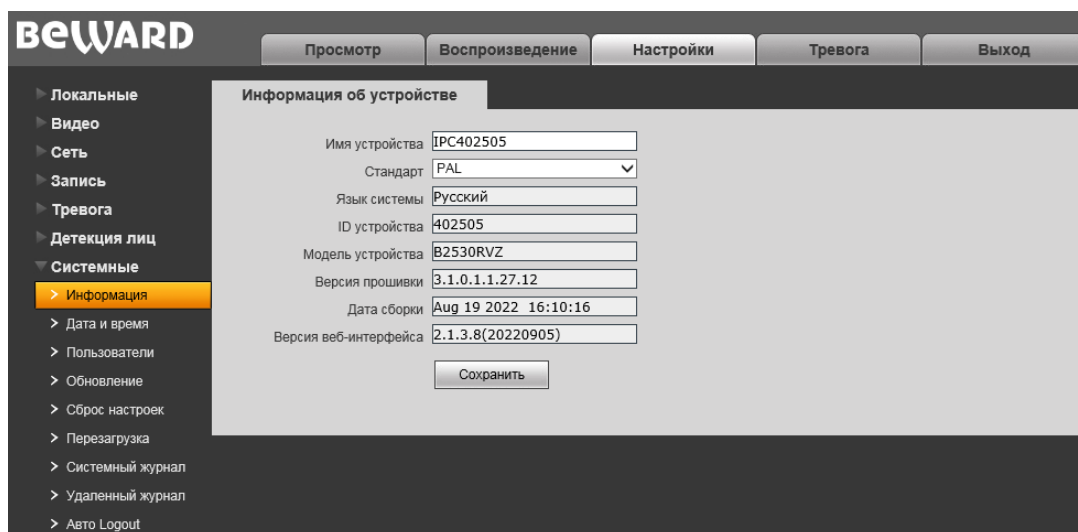 BEWARD
Просмотр Воспроизведение Настройки Тревога Выход
Локальные
Видео
Сеть
Запись
Тревога
Детекция лиц
Системные
Информация
Дата и время
Пользователи
Обновление
Сброс настроек
Перезагрузка
Системный журнал
Удаленный журнал
Авто Logout
Информация об устройстве
Имя устройства IPC402505
Стандарт PAL
Язык системы Русский
ID устройства 402505
Модель устройства B2530RVZ
Версия прошивки 3.1.0.1.1.27.12
Дата сборки Aug 19 2022 16:10:16
Версия веб-интерфейса 2.1.3.8(20220905)
Сохранить